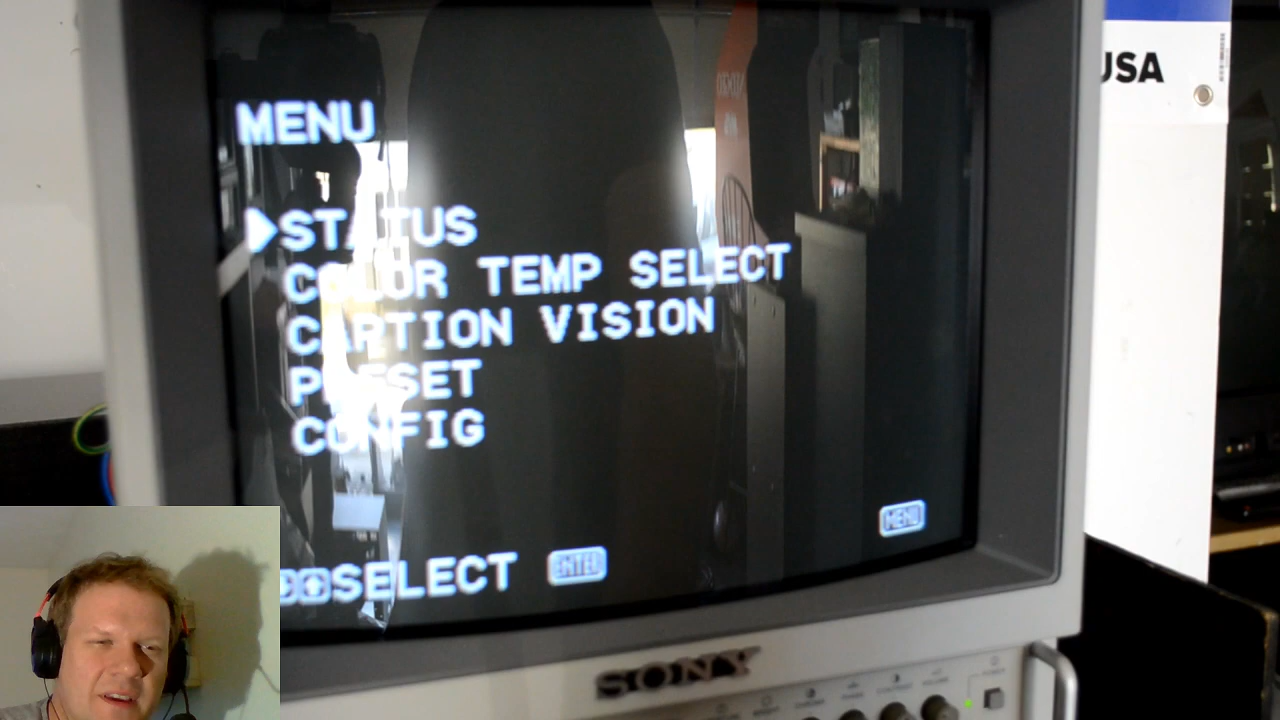 MENU
STATUS
COLOR TEMP SELECT
CAPTION VISION
PRESET
CONFIG
MENU
SELECT ENTER
SONY
USA